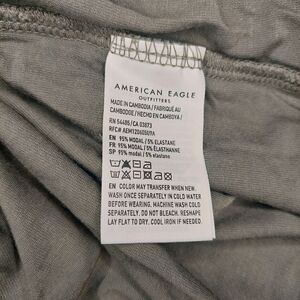 AMERICAN EAGLE
OUTFITTERS
MADE IN CAMBODIA / FABRIQUÉ AU
CAMBODGE / HECHO EN CAMBOYA /
RN 54485 / CA 03873
EN 95% MODAL / 5% ELASTANE
FR 95% MODAL / 5% ÉLASTHANNE
SP 95% modal / 5% elastano
EN COLOR MAY TRANSFER WHEN NEW.
WASH ONCE SEPARATELY IN COLD WATER
BEFORE WEARING. MACHINE WASH COLD
SEPARATELY. DO NOT BLEACH. RESHAPE
LAY FLAT TO DRY. COOL IRON IF NEEDED.